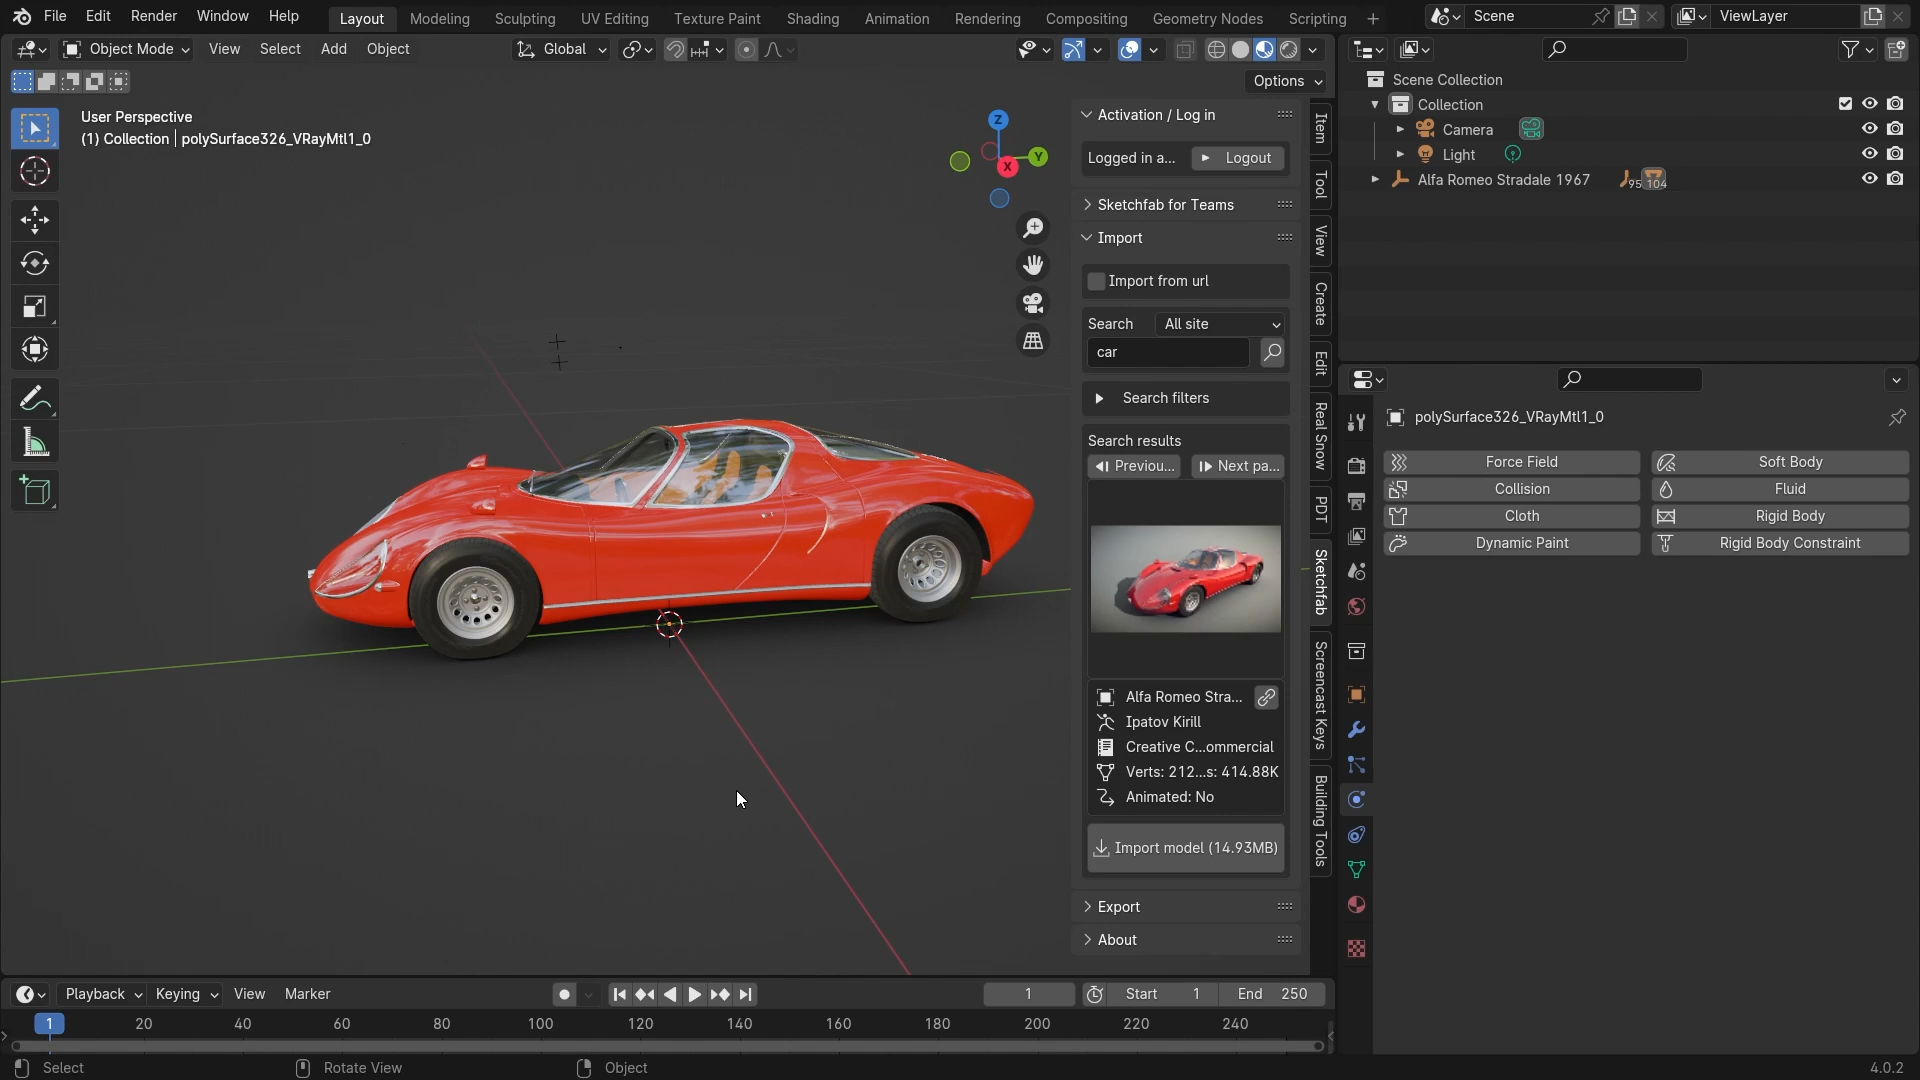 File Edit Render Window Help Layout Modeling Sculpting UV Editing Texture Paint Shading Animation Rendering Compositing Geometry Nodes Scripting + Scene ViewLayer
Object Mode View Select Add Object Global
Options
User Perspective
(1) Collection | polySurface326_VRayMtl1_0
Z
Y
X
Activation / Log in
Logged in a... Logout
Sketchfab for Teams
Import
Import from url
Search All site
car
Search filters
Search results
Previou... Next pa...
Alfa Romeo Stra...
Ipatov Kirill
Creative C...ommercial
Verts: 212...s: 414.88K
Animated: No
Import model (14.93MB)
Export
About
Item
Tool
View
Create
Edit
Real Snow
PDT
Sketchfab
Screencast Keys
Building Tools
Scene Collection
Collection
Camera
Light
Alfa Romeo Stradale 1967 95 104
polySurface326_VRayMtl1_0
Force Field Soft Body
Collision Fluid
Cloth Rigid Body
Dynamic Paint Rigid Body Constraint
Playback Keying View Marker 1 Start 1 End 250
1 20 40 60 80 100 120 140 160 180 200 220 240
Select Rotate View Object 4.0.2